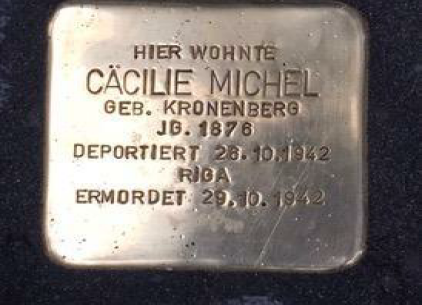 HIER WOHNTE
CÄCILIE MICHEL
GEB. KRONENBERG
JG. 1876
DEPORTIERT 26.10.1942
RIGA
ERMORDET 29.10.1942